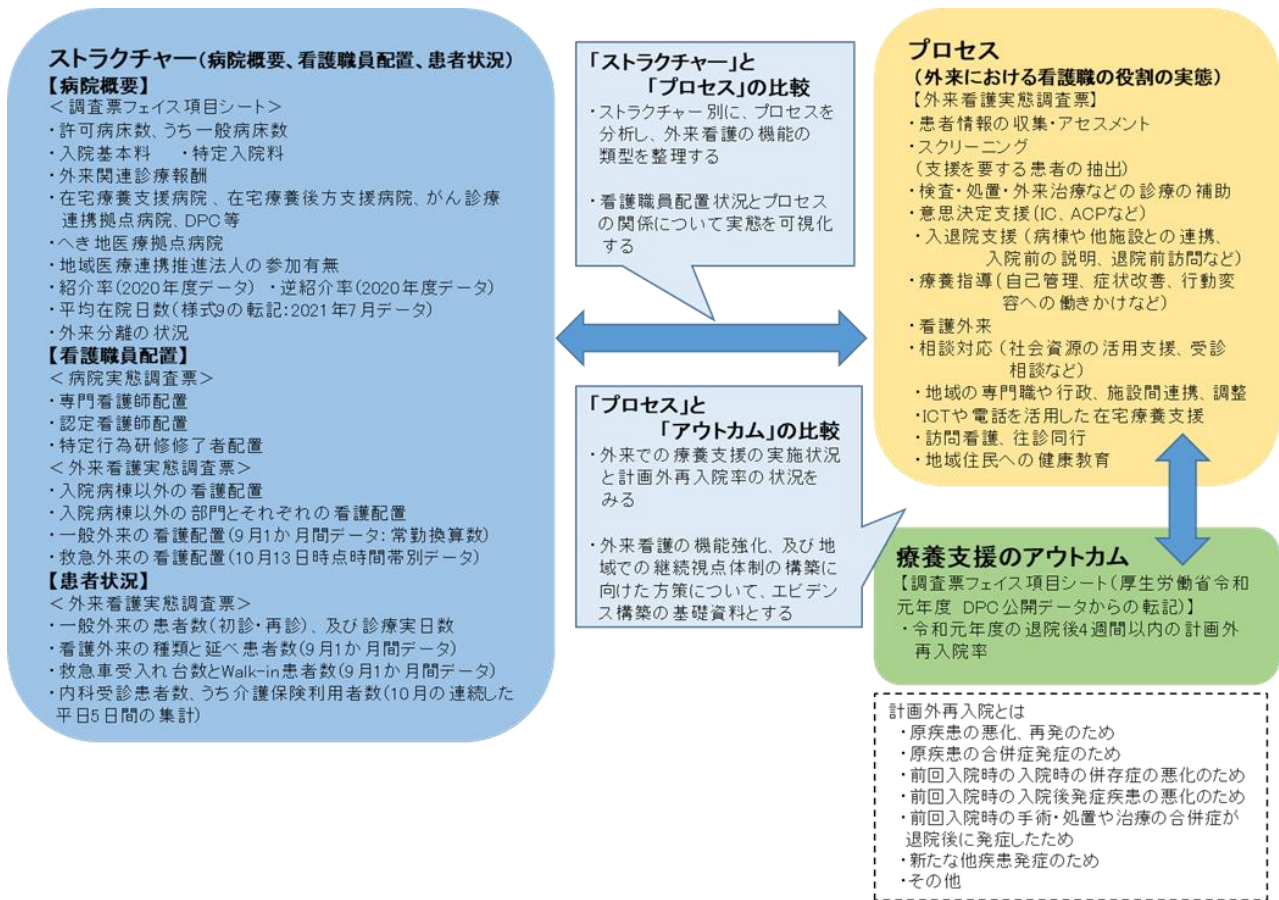 ストラクチャー(病院概要、看護職員配置、患者状況)
【病院概要】
＜調査票フェイス項目シート＞
・許可病床数、うち一般病床数
・入院基本料　・特定入院料
・外来関連診療報酬
・在宅療養支援病院、在宅療養後方支援病院、がん診療
連携拠点病院、DPC等
・へき地医療拠点病院
・地域医療連携推進法人の参加有無
・紹介率(2020年度データ)　・逆紹介率(2020年度データ)
・平均在院日数(様式9の転記:2021年7月データ)
・外来分離の状況
【看護職員配置】
＜病院実態調査票＞
・専門看護師配置
・認定看護師配置
・特定行為研修修了者配置
＜外来看護実態調査票＞
・入院病棟以外の看護配置
・入院病棟以外の部門とそれぞれの看護配置
・一般外来の看護配置(9月1か月間データ:常勤換算数)
・救急外来の看護配置(10月13日時点時間帯別データ)
【患者状況】
＜外来看護実態調査票＞
・一般外来の患者数(初診・再診)、及び診療実日数
・看護外来の種類と延べ患者数(9月1か月間データ)
・救急車受入れ台数とWalk-in患者数(9月1か月間データ)
・内科受診患者数、うち介護保険利用者数(10月の連続した
平日5日間の集計)
「ストラクチャー」と
「プロセス」の比較
・ストラクチャー別に、プロセスを
分析し、外来看護の機能の
類型を整理する
・看護職員配置状況とプロセス
の関係について実態を可視化
する
「プロセス」と
「アウトカム」の比較
・外来での療養支援の実施状況
と計画外再入院率の状況を
みる
・外来看護の機能強化、及び地
域での継続視点体制の構築に
向けた方策について、エビデン
ス構築の基礎資料とする
プロセス
(外来における看護職の役割の実態)
【外来看護実態調査票】
・患者情報の収集・アセスメント
・スクリーニング
(支援を要する患者の抽出)
・検査・処置・外来治療などの診療の補助
・意思決定支援(IC、ACPなど)
・入退院支援(病棟や他施設との連携、
入院前の説明、退院前訪問など)
・療養指導(自己管理、症状改善、行動変
容への働きかけなど)
・看護外来
・相談対応(社会資源の活用支援、受診
相談など)
・地域の専門職や行政、施設間連携、調整
・ICTや電話を活用した在宅療養支援
・訪問看護、往診同行
・地域住民への健康教育
療養支援のアウトカム
【調査票フェイス項目シート(厚生労働省令和
元年度 DPC公開データからの転記)】
・令和元年度の退院後4週間以内の計画外
再入院率
計画外再入院とは
・原疾患の悪化、再発のため
・原疾患の合併症発症のため
・前回入院時の入院時の併存症の悪化のため
・前回入院時の入院後発症疾患の悪化のため
・前回入院時の手術・処置や治療の合併症が
退院後に発症したため
・新たな他疾患発症のため
・その他